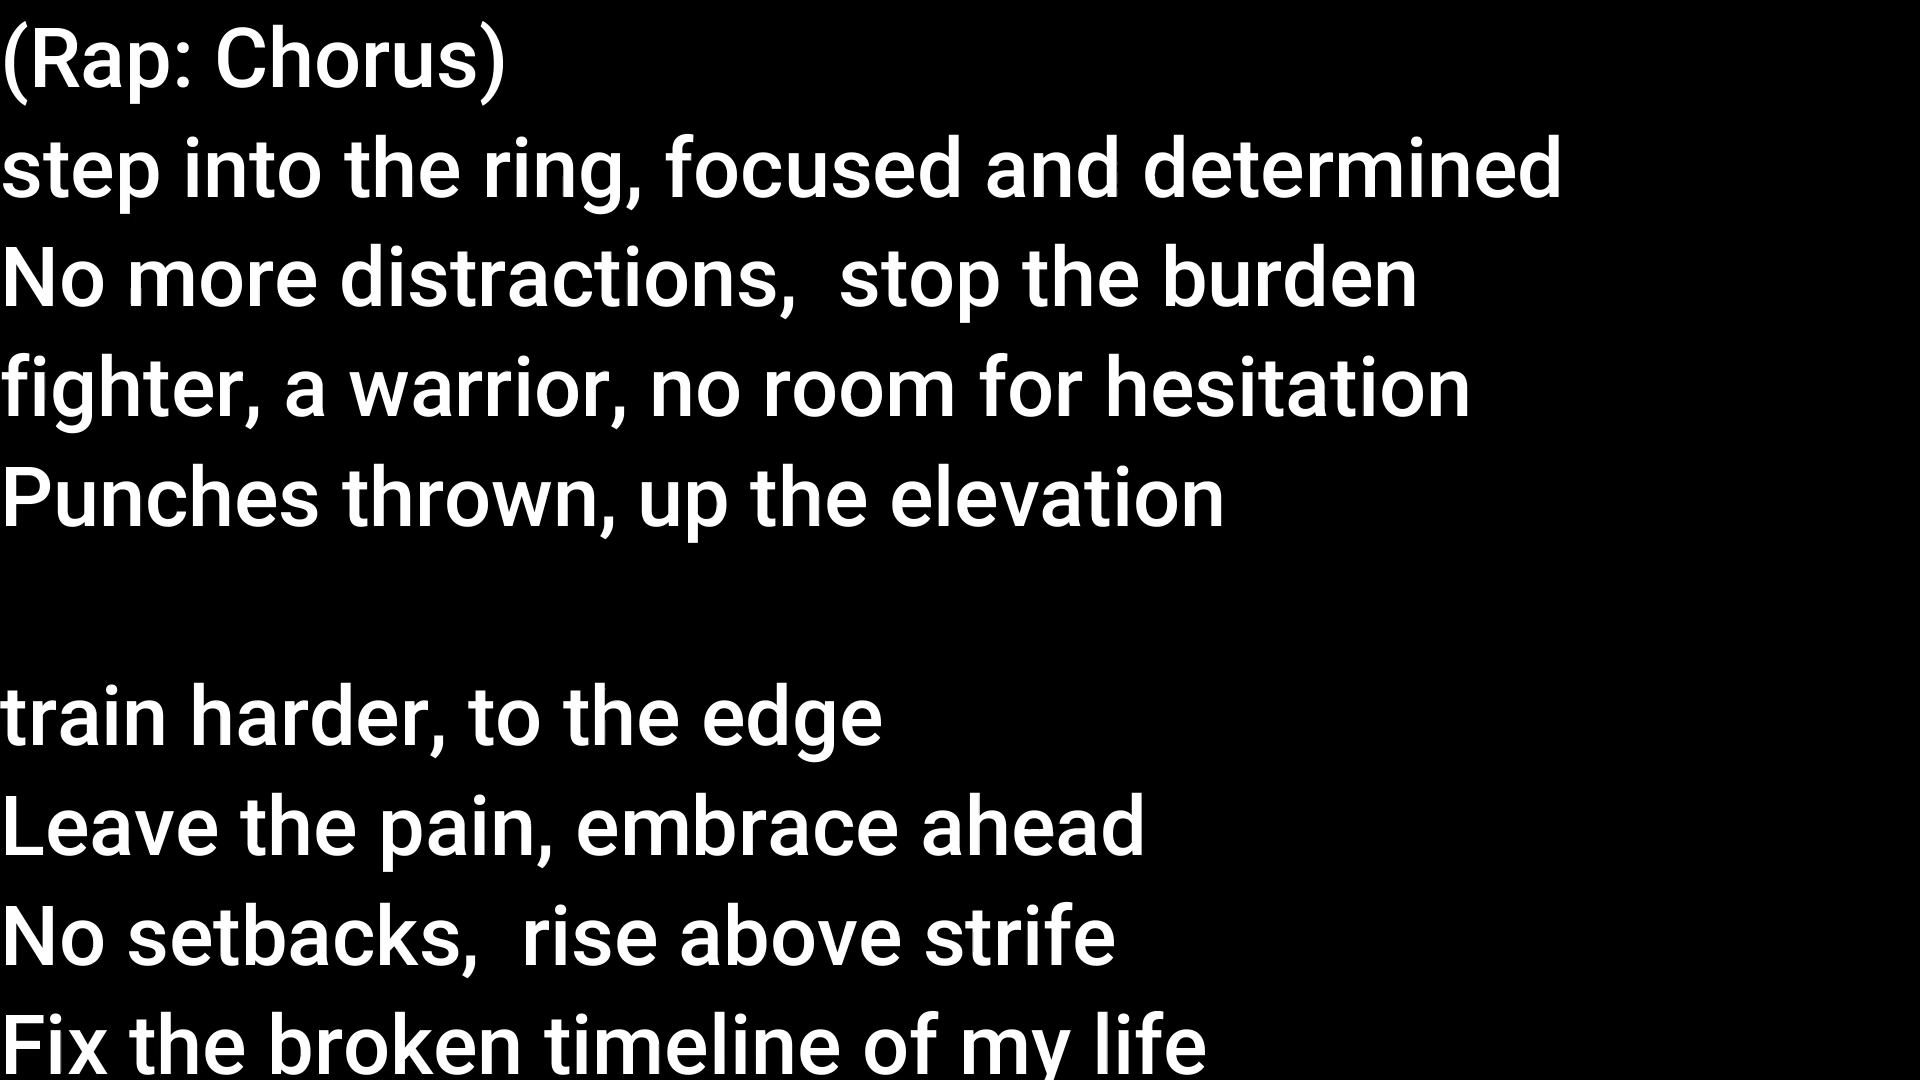 (Rap: Chorus)
step into the ring, focused and determined
No more distractions,  stop the burden
fighter, a warrior, no room for hesitation
Punches thrown, up the elevation

train harder, to the edge
Leave the pain, embrace ahead
No setbacks,  rise above strife
Fix the broken timeline of my life